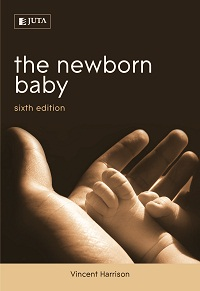 JUTA
the newborn
baby
sixth edition
Vincent Harrison